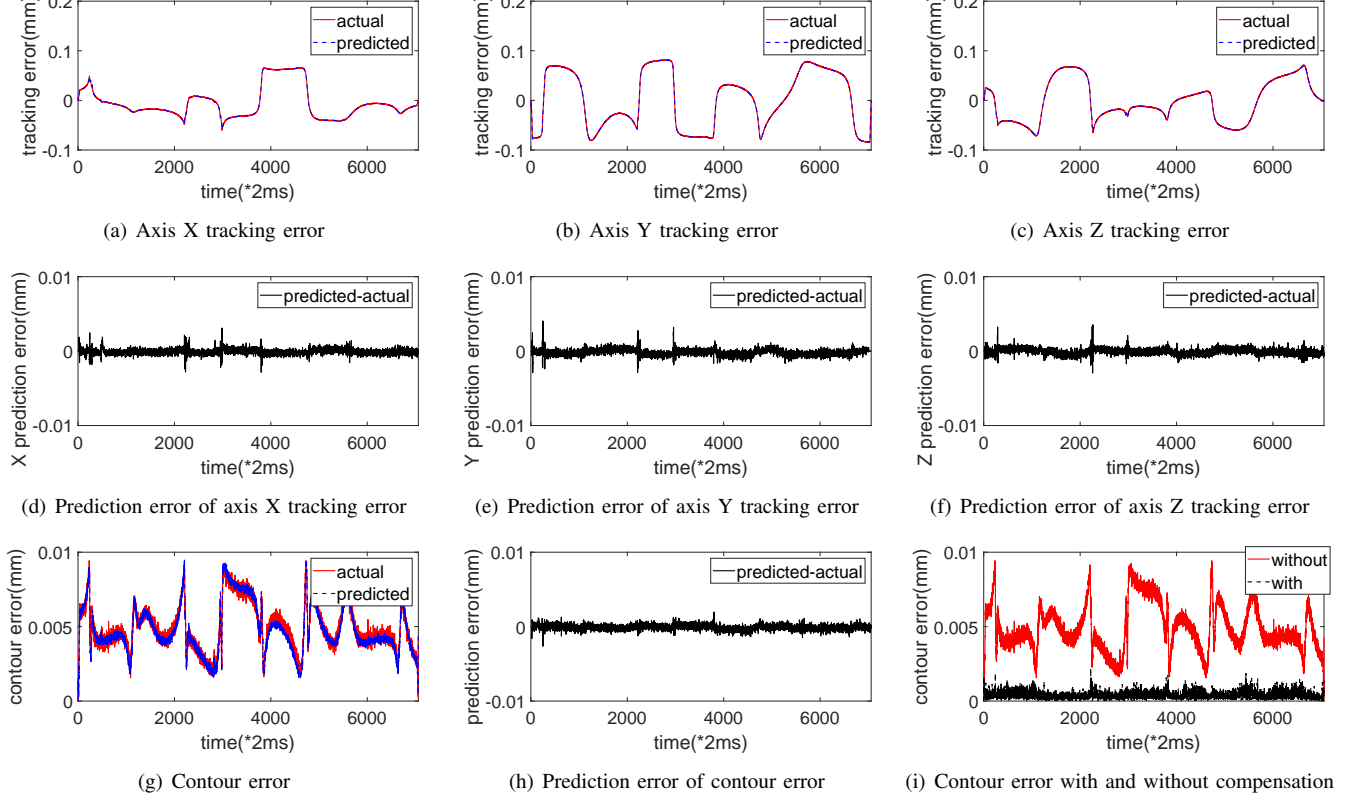 0.2
0.1
0
-0.1
tracking error(mm)
actual
predicted
0 2000 4000 6000
time(*2ms)
(a) Axis X tracking error
0.2
0.1
0
-0.1
tracking error(mm)
actual
predicted
0 2000 4000 6000
time(*2ms)
(b) Axis Y tracking error
0.2
0.1
0
-0.1
tracking error(mm)
actual
predicted
0 2000 4000 6000
time(*2ms)
(c) Axis Z tracking error
0.01
0
-0.01
X prediction error(mm)
predicted-actual
0 2000 4000 6000
time(*2ms)
(d) Prediction error of axis X tracking error
0.01
0
-0.01
Y prediction error(mm)
predicted-actual
0 2000 4000 6000
time(*2ms)
(e) Prediction error of axis Y tracking error
0.01
0
-0.01
Z prediction error(mm)
predicted-actual
0 2000 4000 6000
time(*2ms)
(f) Prediction error of axis Z tracking error
0.01
0.005
0
contour error(mm)
actual
predicted
0 2000 4000 6000
time(*2ms)
(g) Contour error
0.01
0
-0.01
prediction error(mm)
predicted-actual
0 2000 4000 6000
time(*2ms)
(h) Prediction error of contour error
0.01
0.005
0
contour error(mm)
without
with
0 2000 4000 6000
time(*2ms)
(i) Contour error with and without compensation